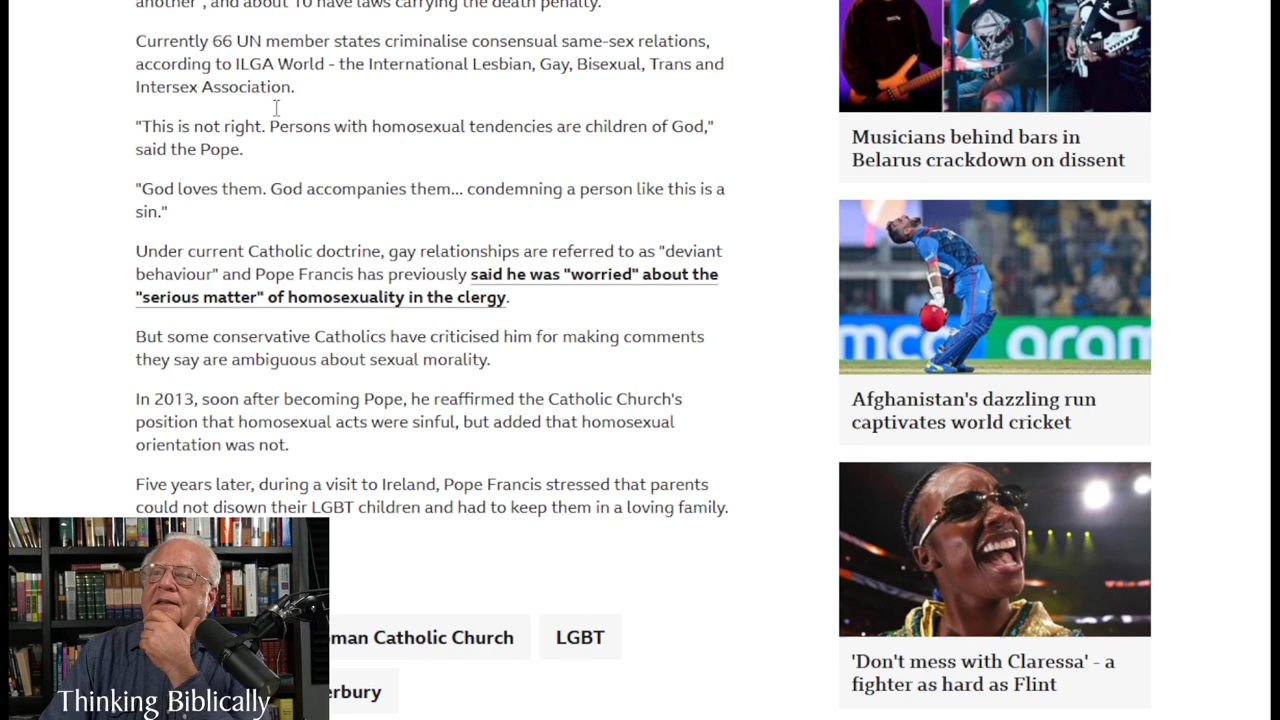 another", and about 10 have laws carrying the death penalty.
Currently 66 UN member states criminalise consensual same-sex relations,
according to ILGA World - the International Lesbian, Gay, Bisexual, Trans and
Intersex Association.
"This is not right. Persons with homosexual tendencies are children of God,"
said the Pope.
"God loves them. God accompanies them... condemning a person like this is a
sin."
Under current Catholic doctrine, gay relationships are referred to as "deviant
behaviour" and Pope Francis has previously said he was "worried" about the
"serious matter" of homosexuality in the clergy.
But some conservative Catholics have criticised him for making comments
they say are ambiguous about sexual morality.
In 2013, soon after becoming Pope, he reaffirmed the Catholic Church's
position that homosexual acts were sinful, but added that homosexual
orientation was not.
Five years later, during a visit to Ireland, Pope Francis stressed that parents
could not disown their LGBT children and had to keep them in a loving family.
man Catholic Church
LGBT
erbury
Thinking Biblically
Musicians behind bars in
Belarus crackdown on dissent
aram
Afghanistan's dazzling run
captivates world cricket
'Don't mess with Claressa' - a
fighter as hard as Flint